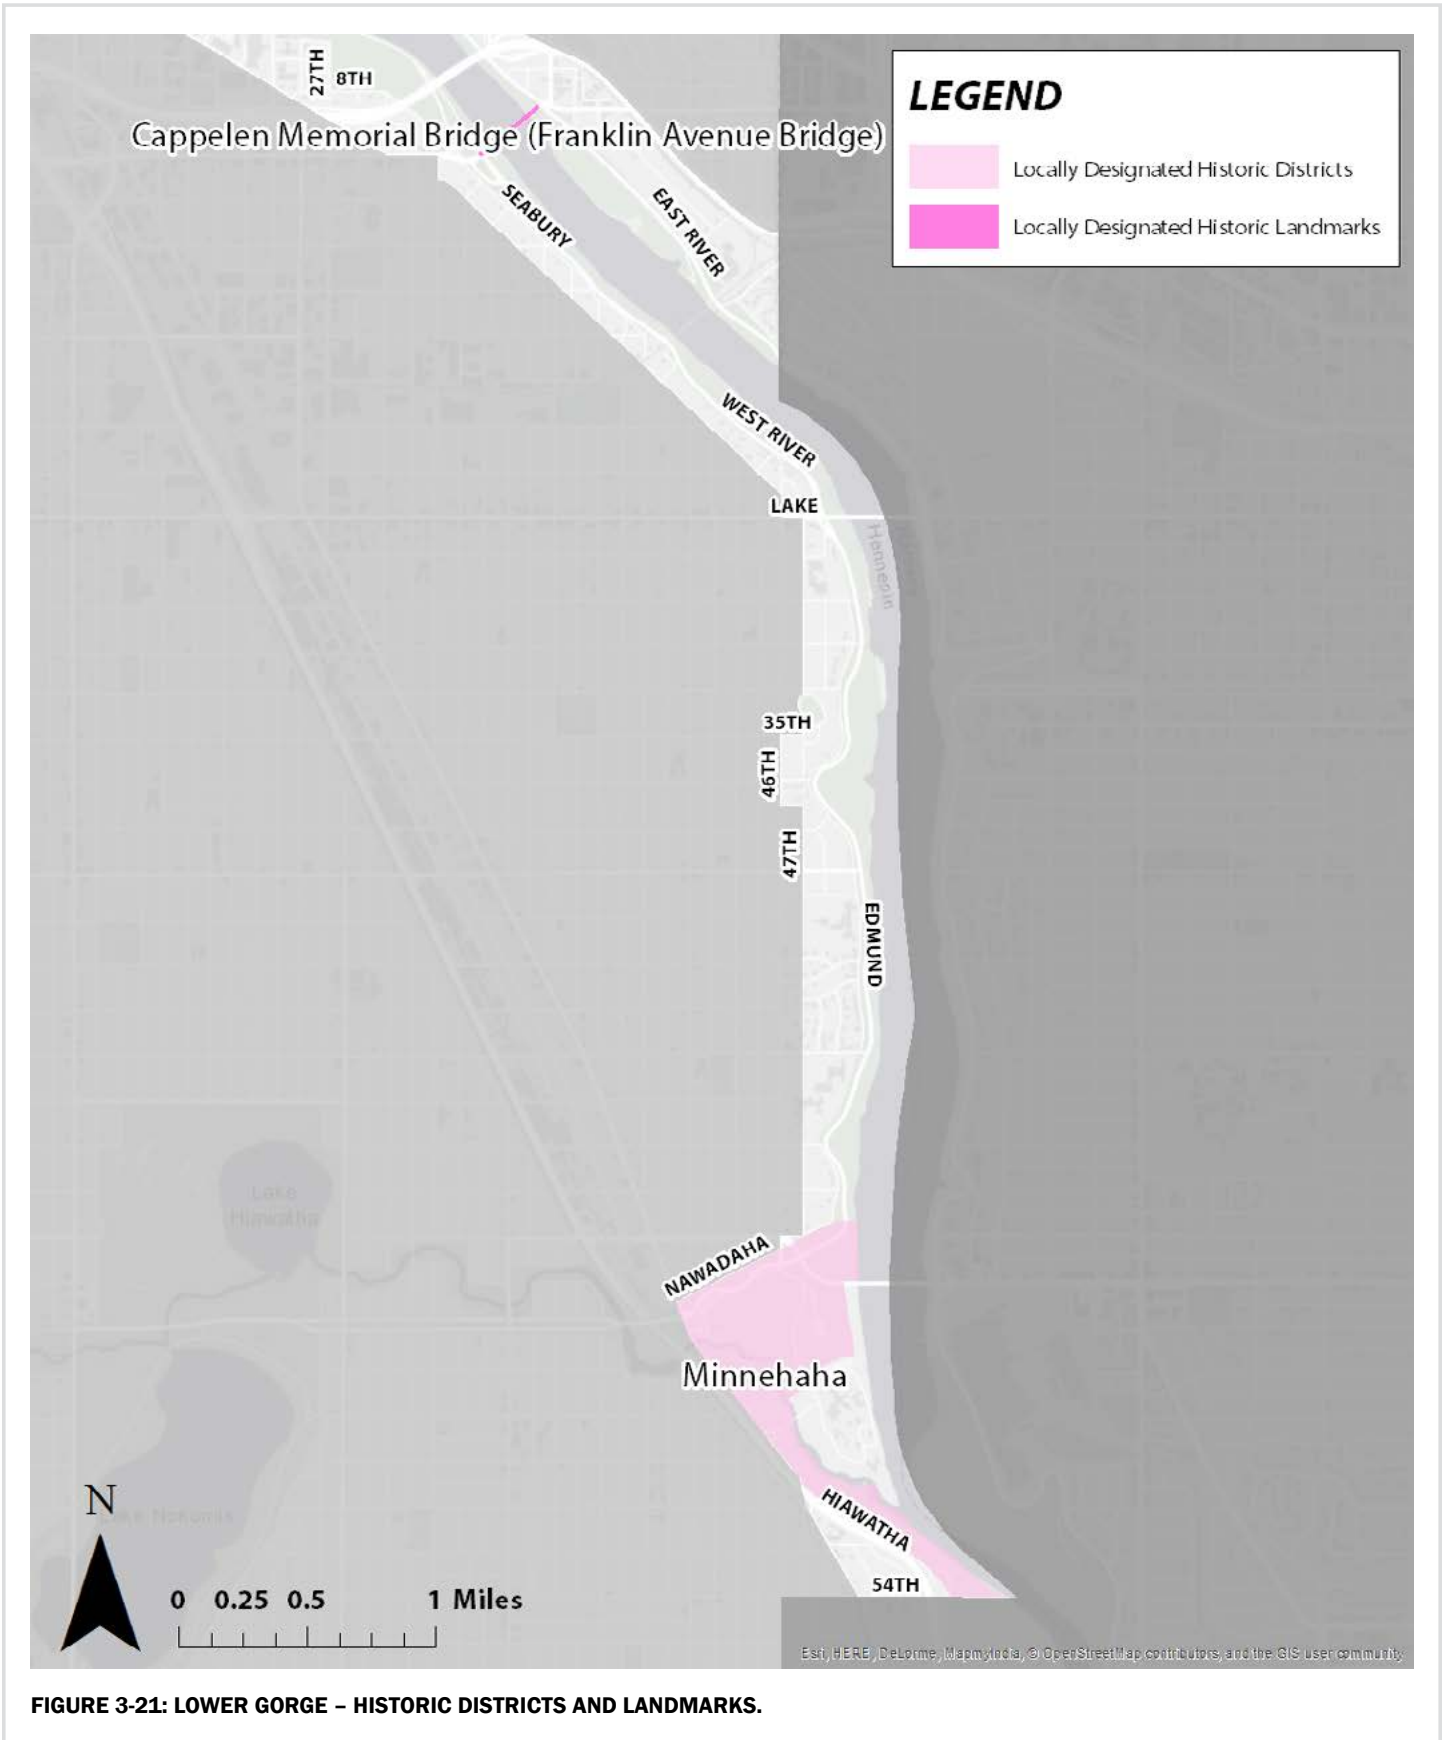 27TH
8TH
Cappelen Memorial Bridge (Franklin Avenue Bridge)
LEGEND
Locally Designated Historic Districts
Locally Designated Historic Landmarks
SEABURY
EAST RIVER
WEST RIVER
LAKE
Hennepin
35TH
46TH
47TH
EDMUND
Lake
Hiawatha
NAWADAHA
Minnehaha
HIAWATHA
54TH
N
Lake Nokomis
0 0.25 0.5 1 Miles
Esri, HERE, DeLorme, MapmyIndia, © OpenStreetMap contributors, and the GIS user community
FIGURE 3-21: LOWER GORGE – HISTORIC DISTRICTS AND LANDMARKS.